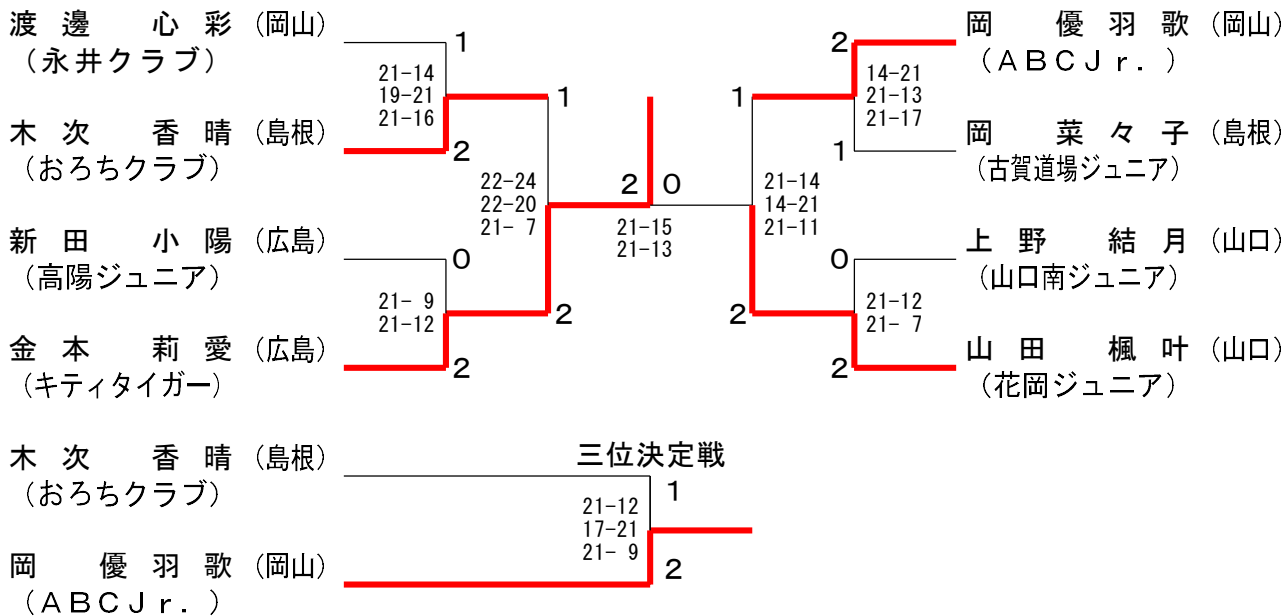 渡邊 心彩 (岡山)
(永井クラブ)
1
21-14
19-21
21-16
木次 香晴 (島根)
(おろちクラブ)
2
1
22-24
22-20
21- 7
新田 小陽 (広島)
(高陽ジュニア)
0
21- 9
21-12
金本 莉愛 (広島)
(キティタイガー)
2
2
2 0
21-15
21-13
岡 優羽歌 (岡山)
(ABCJr.)
2
14-21
21-13
21-17
岡 菜々子 (島根)
(古賀道場ジュニア)
1
1
21-14
14-21
21-11
上野 結月 (山口)
(山口南ジュニア)
0
21-12
21- 7
山田 楓叶 (山口)
(花岡ジュニア)
2
2
三位決定戦
木次 香晴 (島根)
(おろちクラブ)
1
21-12
17-21
21- 9
岡 優羽歌 (岡山)
(ABCJr.)
2